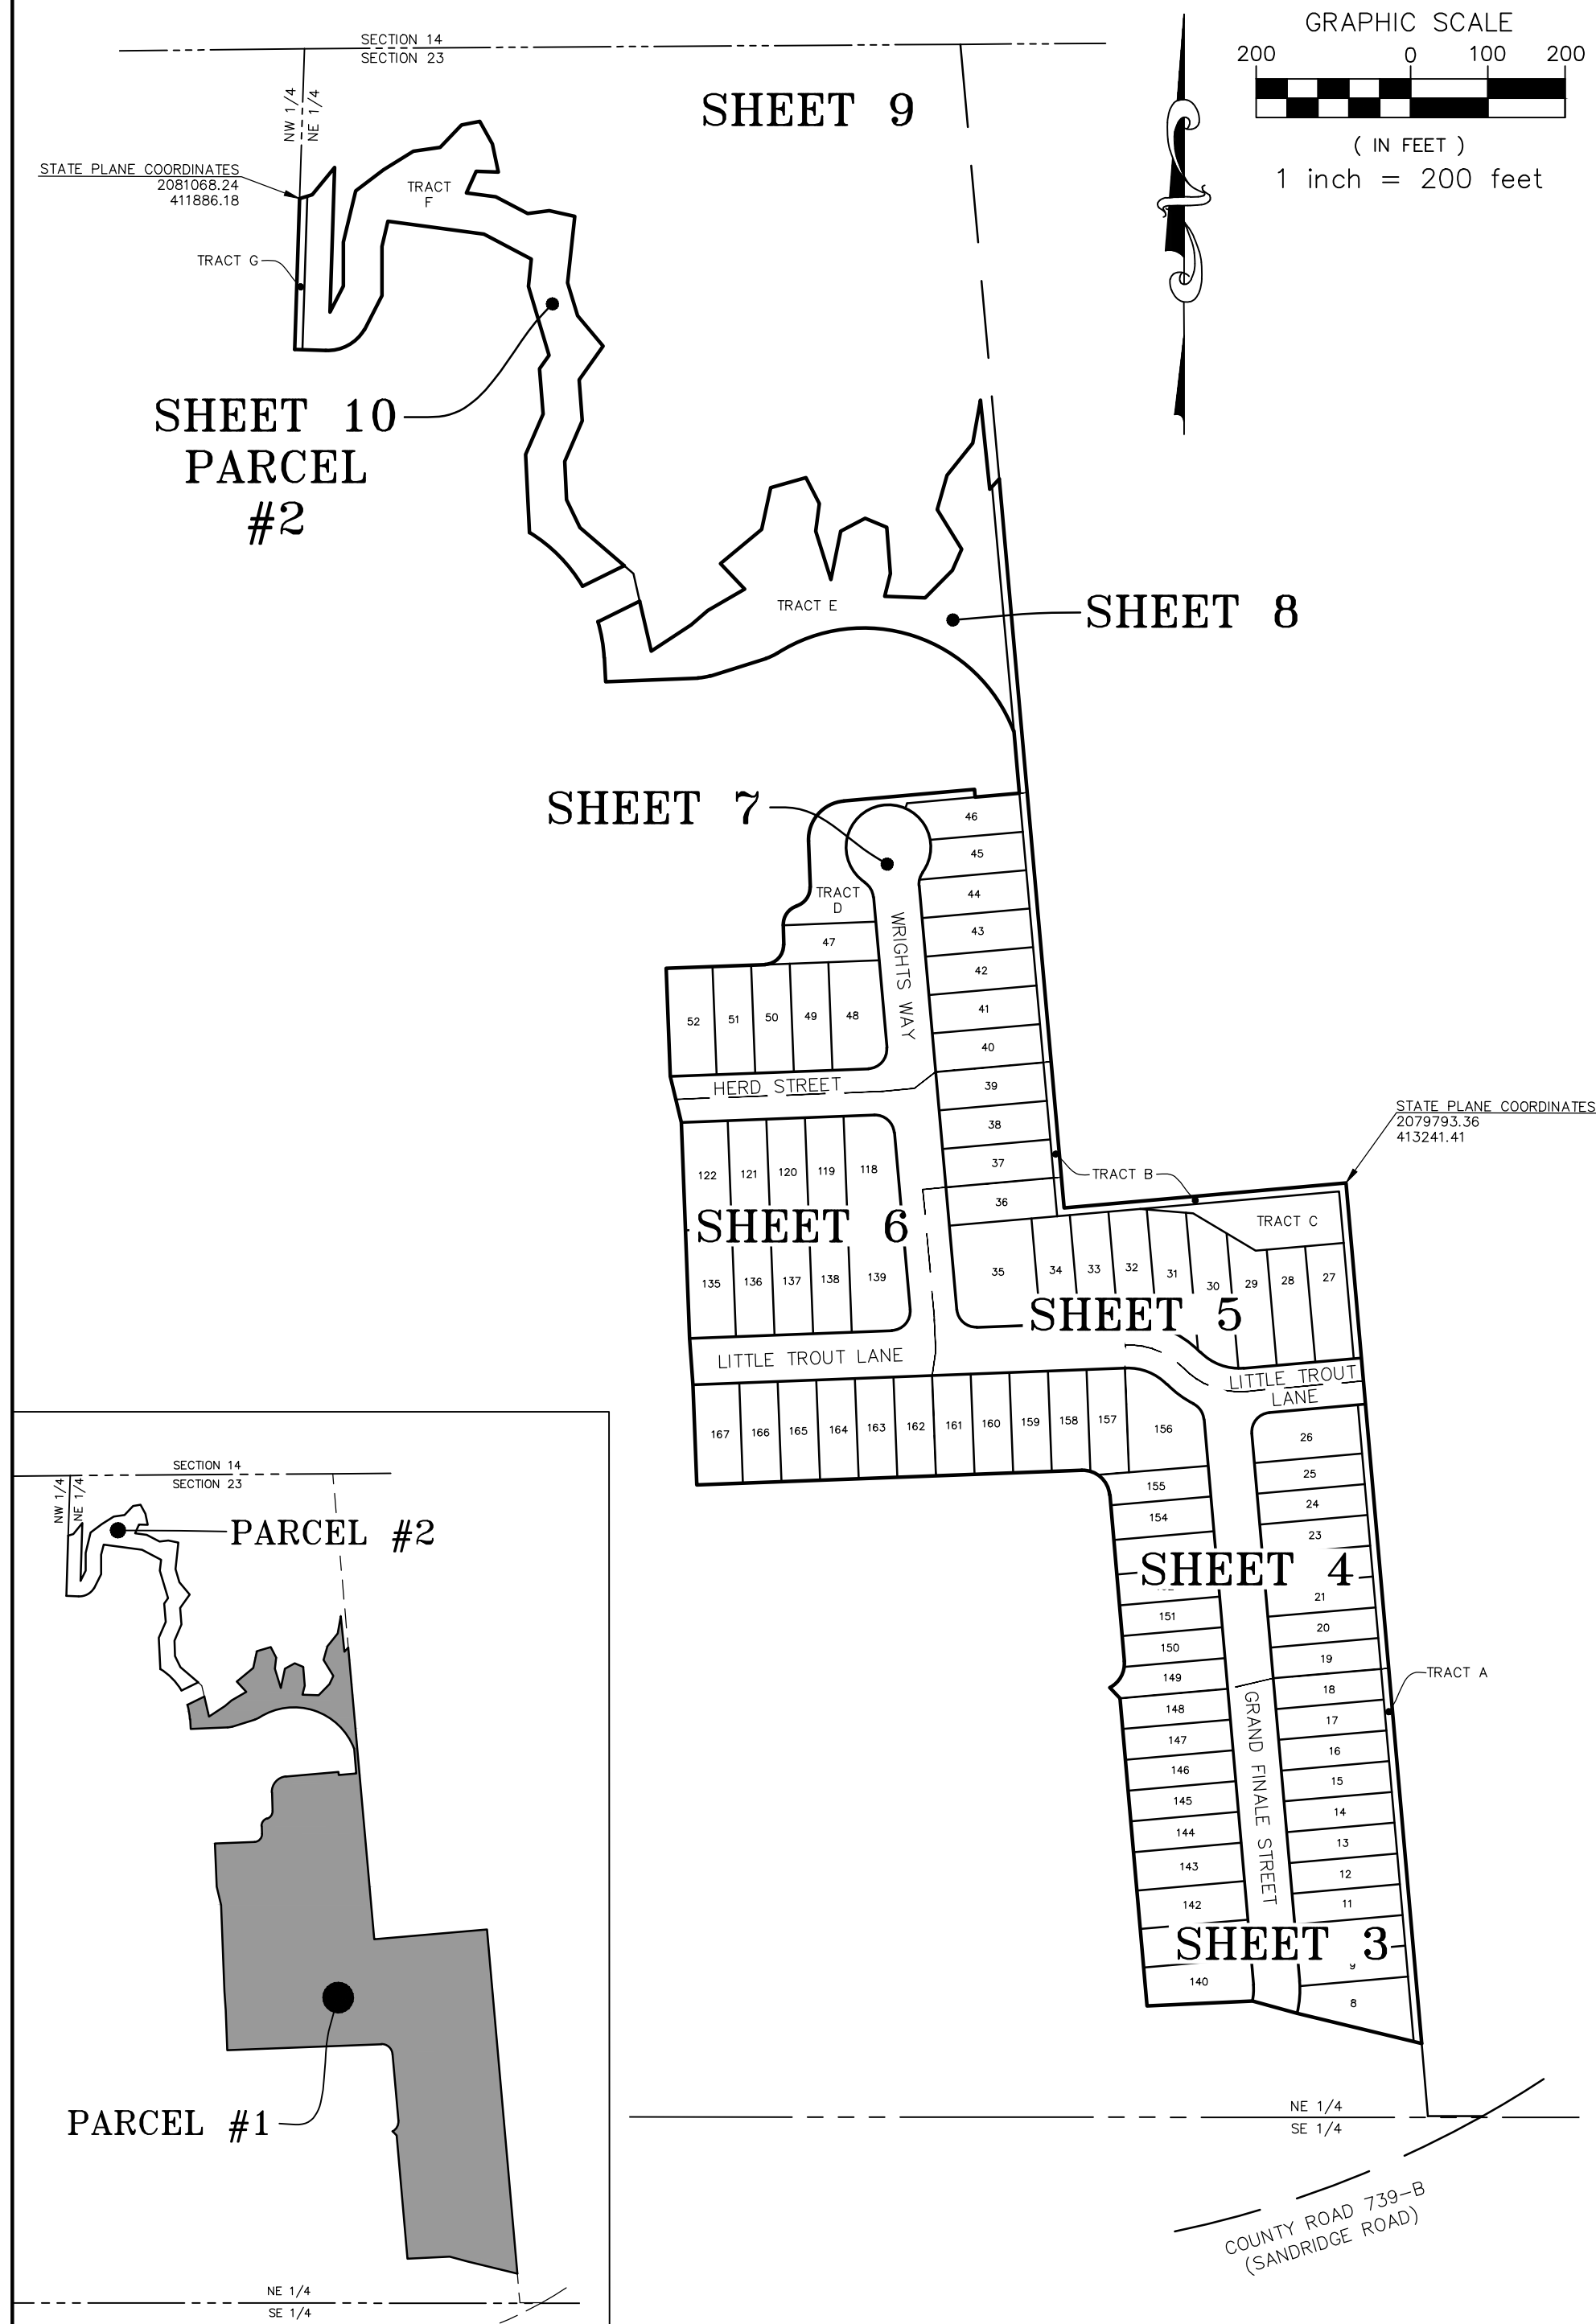 GRAPHIC SCALE
200 0 100 200
( IN FEET )
1 inch = 200 feet
SECTION 14
SECTION 23
NW 1/4
NE 1/4
SHEET 9
STATE PLANE COORDINATES
2081068.24
411886.18
TRACT
F
TRACT G
SHEET 10
PARCEL
#2
TRACT E
SHEET 8
SHEET 7
46
45
44
43
42
41
40
39
38
37
36
TRACT
D
47
WRIGHTS WAY
52
51
50
49
48
HERD STREET
STATE PLANE COORDINATES
2079793.36
413241.41
122
121
120
119
118
TRACT B
SHEET 6
TRACT C
135
136
137
138
139
35
34
33
32
31
30
29
28
27
SHEET 5
LITTLE TROUT LANE
LITTLE TROUT
LANE
167
166
165
164
163
162
161
160
159
158
157
156
26
25
24
23
155
154
SHEET 4
21
20
19
18
17
16
15
14
13
12
11
151
150
149
148
147
146
145
144
143
142
TRACT A
GRAND FINALE STREET
SHEET 3
9
140
8
NE 1/4
SE 1/4
COUNTY ROAD 739-B
(SANDRIDGE ROAD)
SECTION 14
SECTION 23
NW 1/4
NE 1/4
PARCEL #2
PARCEL #1
NE 1/4
SE 1/4